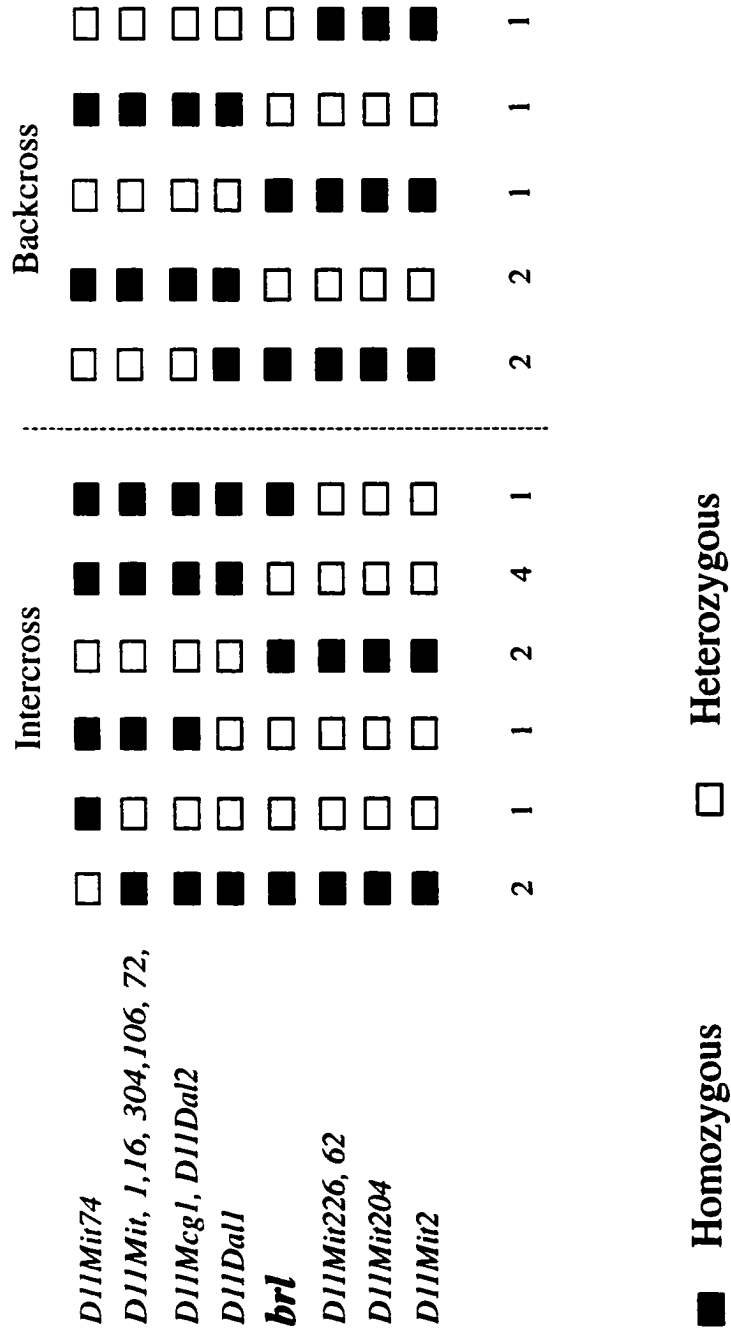 Intercross Backcross
D11Mit74
D11Mit, 1,16, 304,106, 72,
D11Mcg1, D11Dal2
D11Dal1
brl
D11Mit226, 62
D11Mit204
D11Mit2
2 1 1 2 4 1 2 2 1 1 1
Homozygous Heterozygous